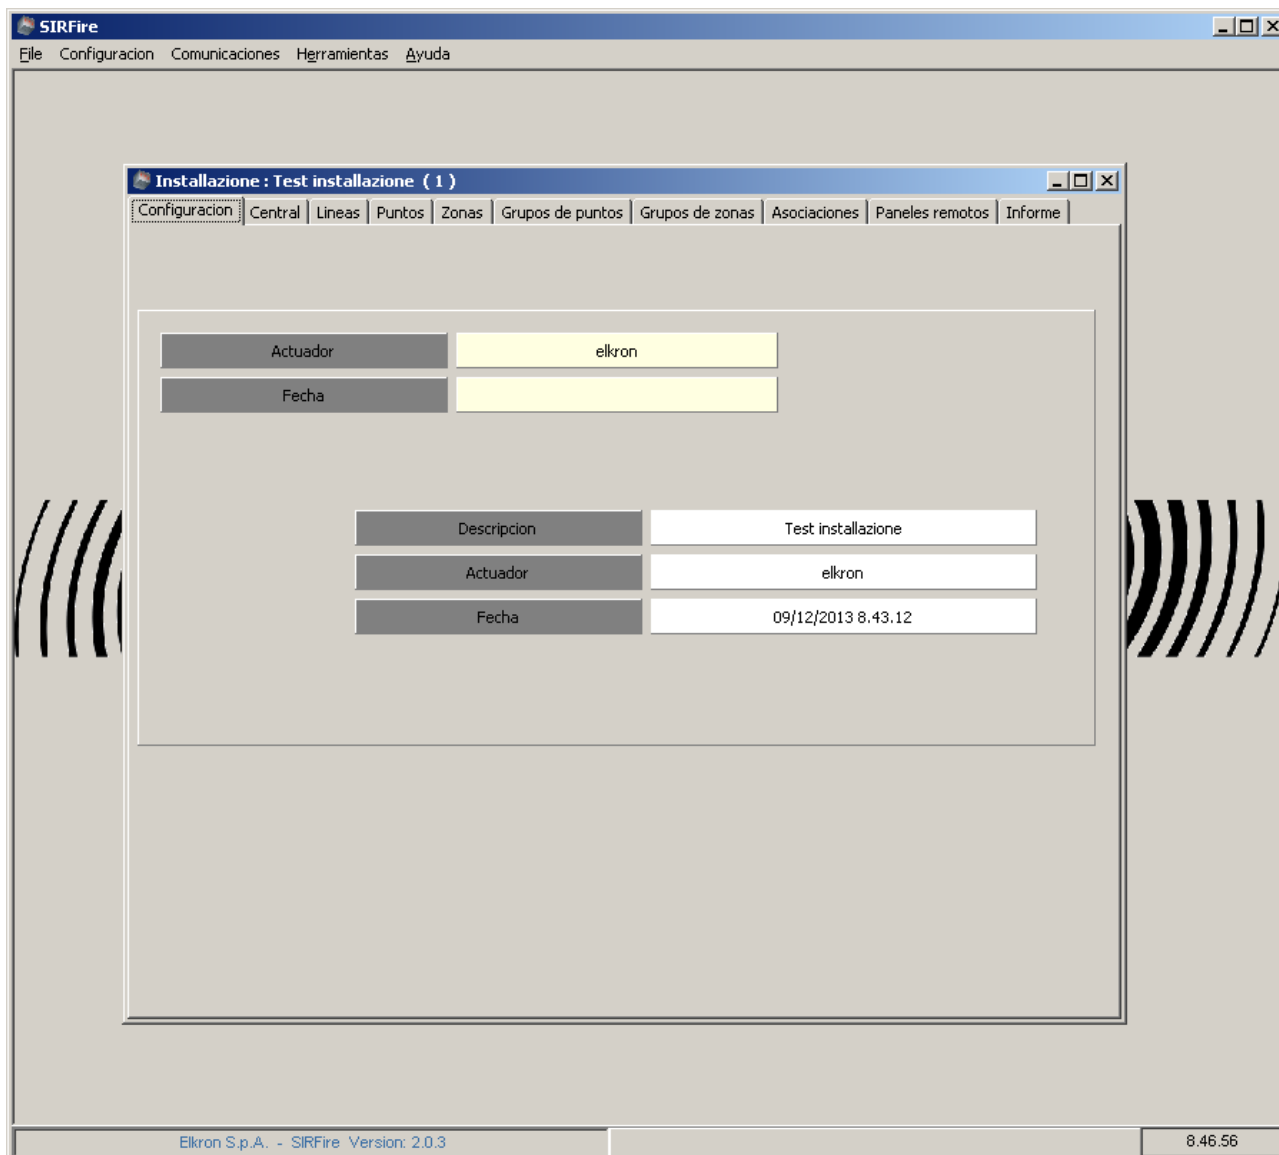 SIRFire
File Configuracion Comunicaciones Herramientas Ayuda
Installazione : Test installazione ( 1 )
Configuracion Central Lineas Puntos Zonas Grupos de puntos Grupos de zonas Asociaciones Paneles remotos Informe
Actuador elkron
Fecha
Descripcion Test installazione
Actuador elkron
Fecha 09/12/2013 8.43.12
Elkron S.p.A. - SIRFire Version: 2.0.3 8.46.56